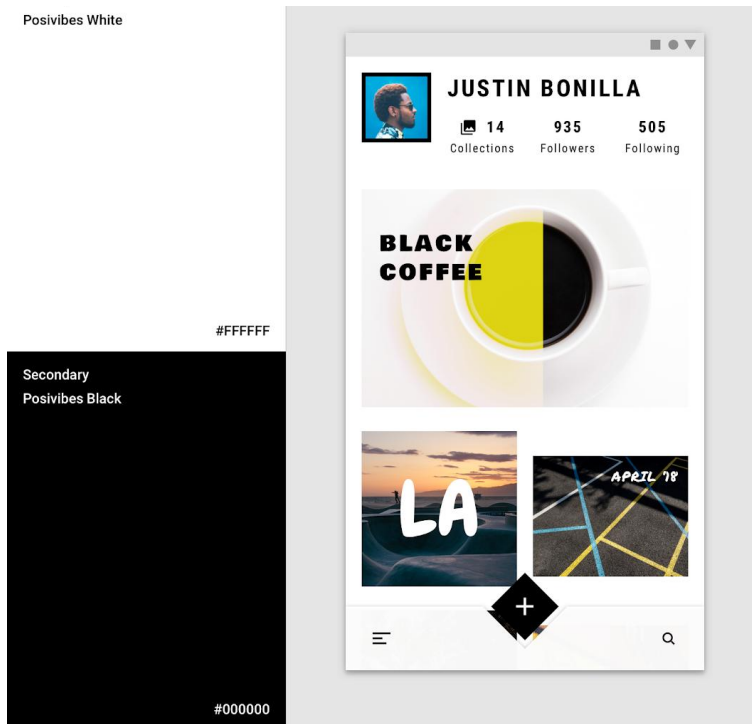 Posivibes White
#FFFFFF
Secondary
Posivibes Black
#000000
JUSTIN BONILLA
14
935
505
Collections
Followers
Following
BLACK
COFFEE
LA
APRIL 78
+